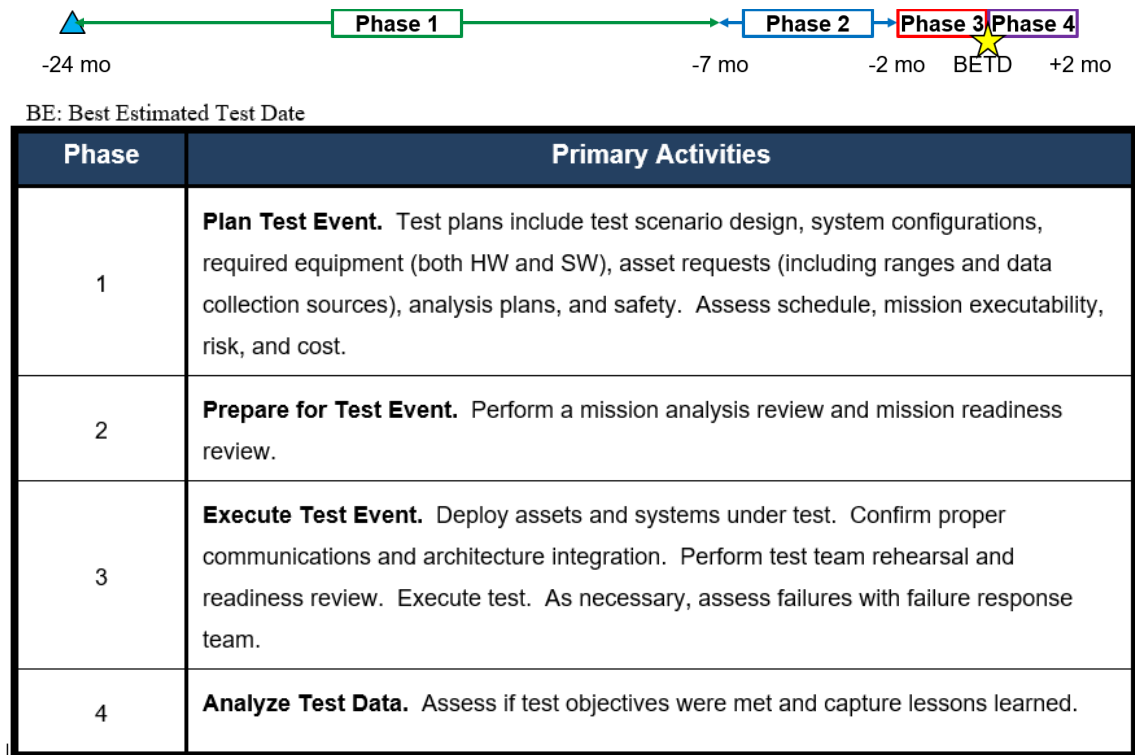 Phase 1 Phase 2 Phase 3 Phase 4
-24 mo -7 mo -2 mo BETD +2 mo
BE: Best Estimated Test Date
Phase Primary Activities
Plan Test Event. Test plans include test scenario design, system configurations,
required equipment (both HW and SW), asset requests (including ranges and data
1
collection sources), analysis plans, and safety. Assess schedule, mission executability,
risk, and cost.
Prepare for Test Event. Perform a mission analysis review and mission readiness
2
review.
Execute Test Event. Deploy assets and systems under test. Confirm proper
communications and architecture integration. Perform test team rehearsal and
3
readiness review. Execute test. As necessary, assess failures with failure response
team.
4 Analyze Test Data. Assess if test objectives were met and capture lessons learned.